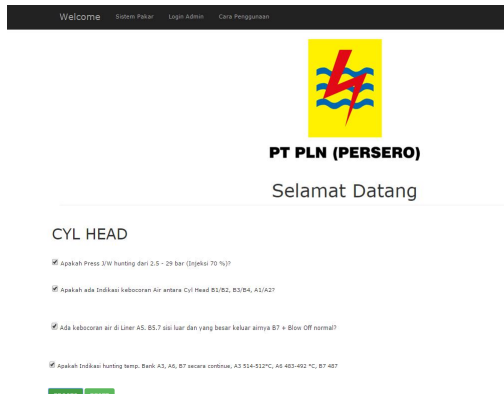 Welcome Sistem Pakar Login Admin Cara Penggunaan
PT PLN (PERSERO)
Selamat Datang
CYL HEAD
Apakah Press J/W hunting dari 2.5 - 29 bar (Injeksi 70 %)?
Apakah ada Indikasi kebocoran Air antara Cyl Head B1/B2, B3/B4, A1/A2?
Ada kebocoran air di Liner A5. B5.7 sisi luar dan yang besar keluar airnya B7 + Blow Off normal?
Apakah Indikasi hunting temp. Bank A3, A6, B7 secara continue, A3 514-512°C, A6 483-492 °C, B7 487